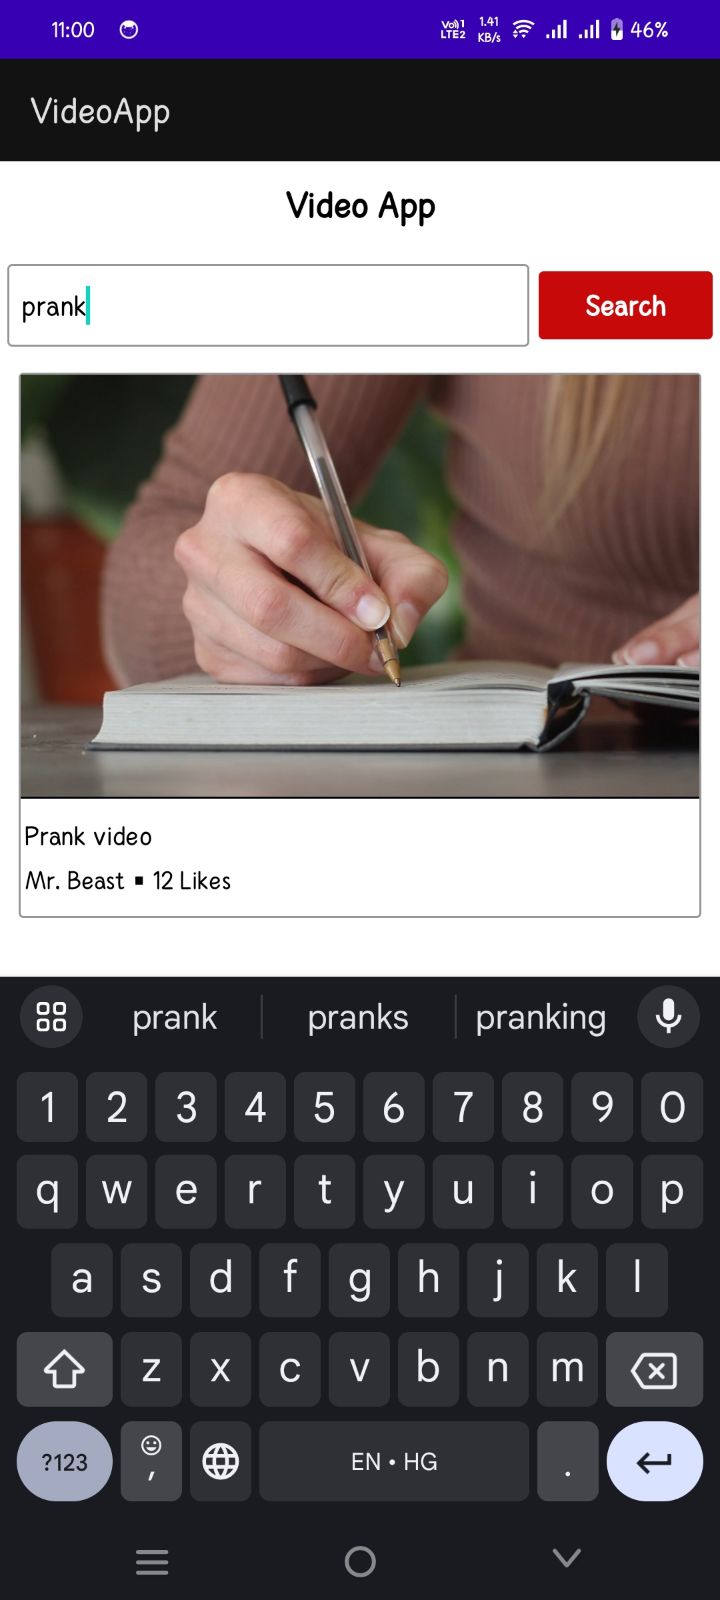 11:00 Vo)) 1 LTE2 1.41 KB/s 46%
VideoApp
Video App
prank Search
Prank video
Mr. Beast ▪ 12 Likes
prank pranks pranking
1 2 3 4 5 6 7 8 9 0
q w e r t y u i o p
a s d f g h j k l
z x c v b n m
?123 , EN • HG .